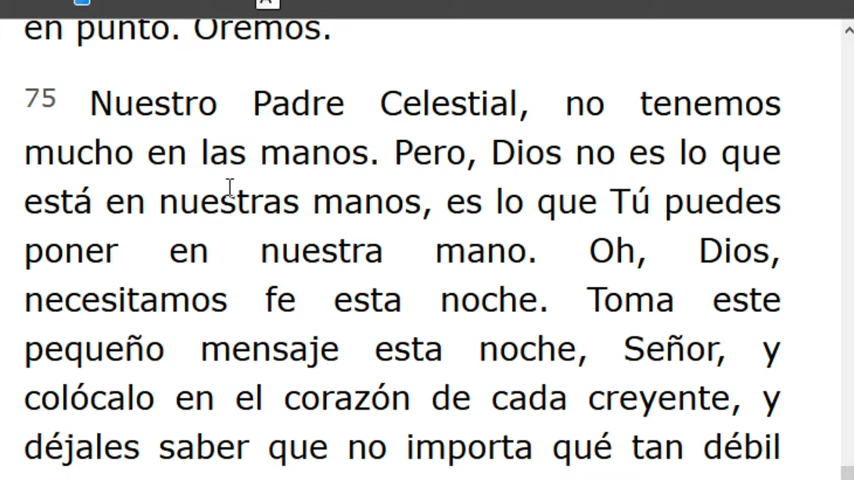 en punto. Oremos.
75 Nuestro Padre Celestial, no tenemos
mucho en las manos. Pero, Dios no es lo que
está en nuestras manos, es lo que Tú puedes
poner en nuestra mano. Oh, Dios,
necesitamos fe esta noche. Toma este
pequeño mensaje esta noche, Señor, y
colócalo en el corazón de cada creyente, y
déjales saber que no importa qué tan débil